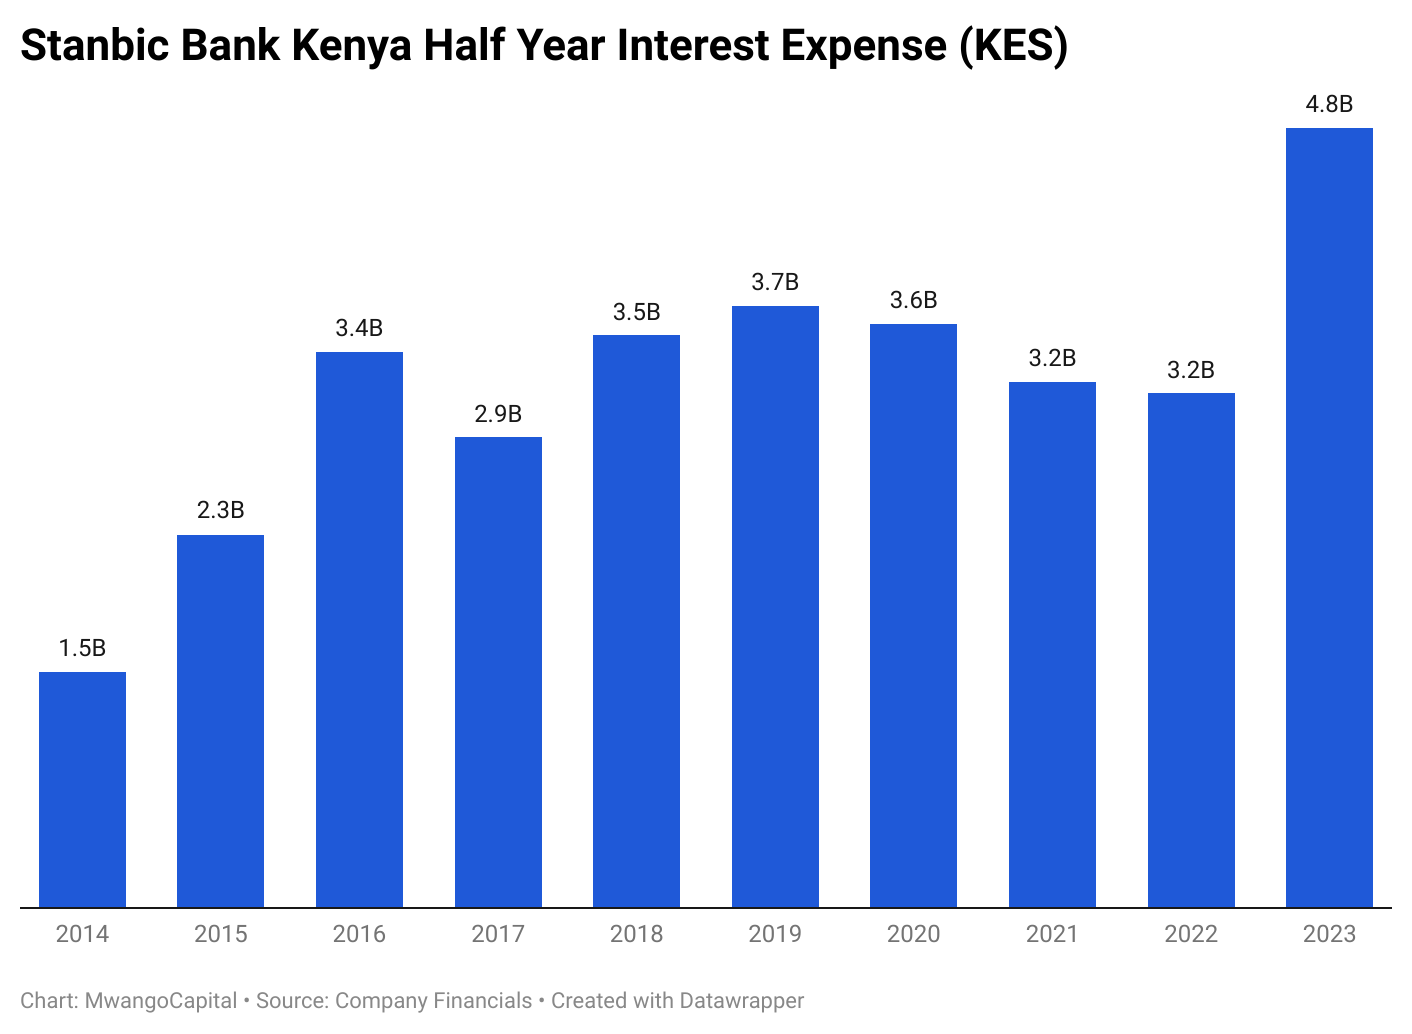 Stanbic Bank Kenya Half Year Interest Expense (KES)
1.5B
2.3B
3.4B
2.9B
3.5B
3.7B
3.6B
3.2B
3.2B
4.8B
2014 2015 2016 2017 2018 2019 2020 2021 2022 2023
Chart: MwangoCapital • Source: Company Financials • Created with Datawrapper